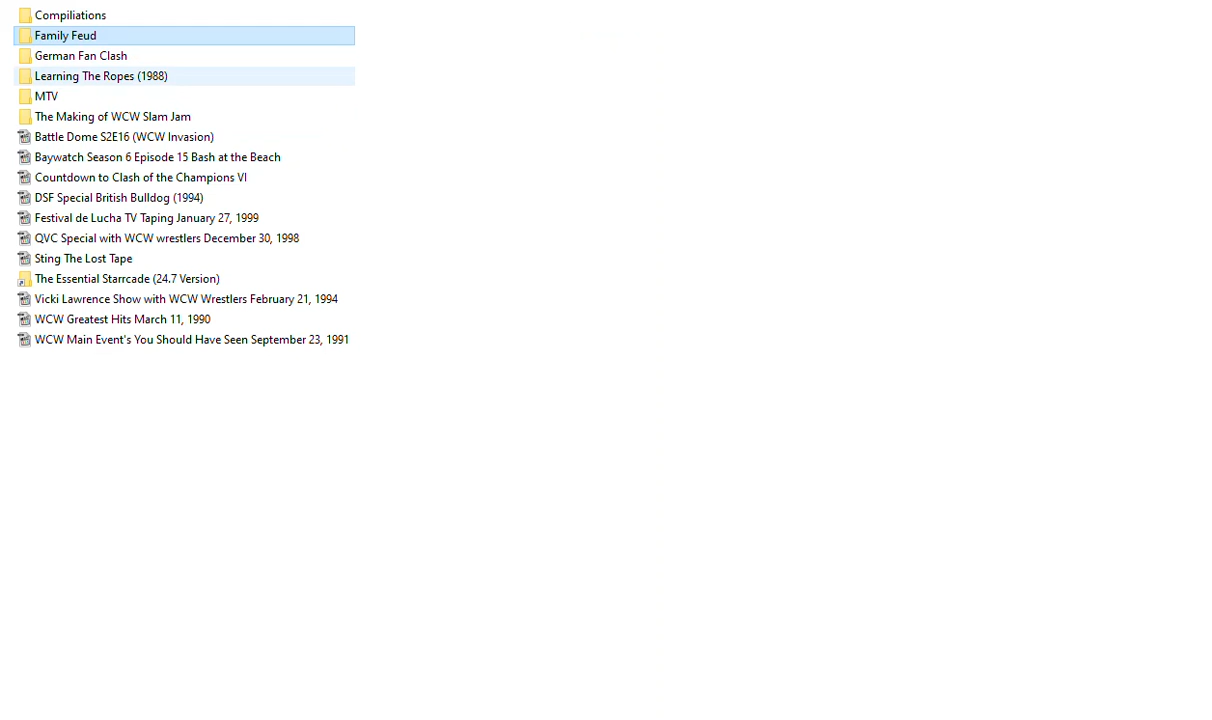 Compiliations
Family Feud
German Fan Clash
Learning The Ropes (1988)
MTV
The Making of WCW Slam Jam
Battle Dome S2E16 (WCW Invasion)
Baywatch Season 6 Episode 15 Bash at the Beach
Countdown to Clash of the Champions VI
DSF Special British Bulldog (1994)
Festival de Lucha TV Taping January 27, 1999
QVC Special with WCW wrestlers December 30, 1998
Sting The Lost Tape
The Essential Starrcade (24.7 Version)
Vicki Lawrence Show with WCW Wrestlers February 21, 1994
WCW Greatest Hits March 11, 1990
WCW Main Event's You Should Have Seen September 23, 1991